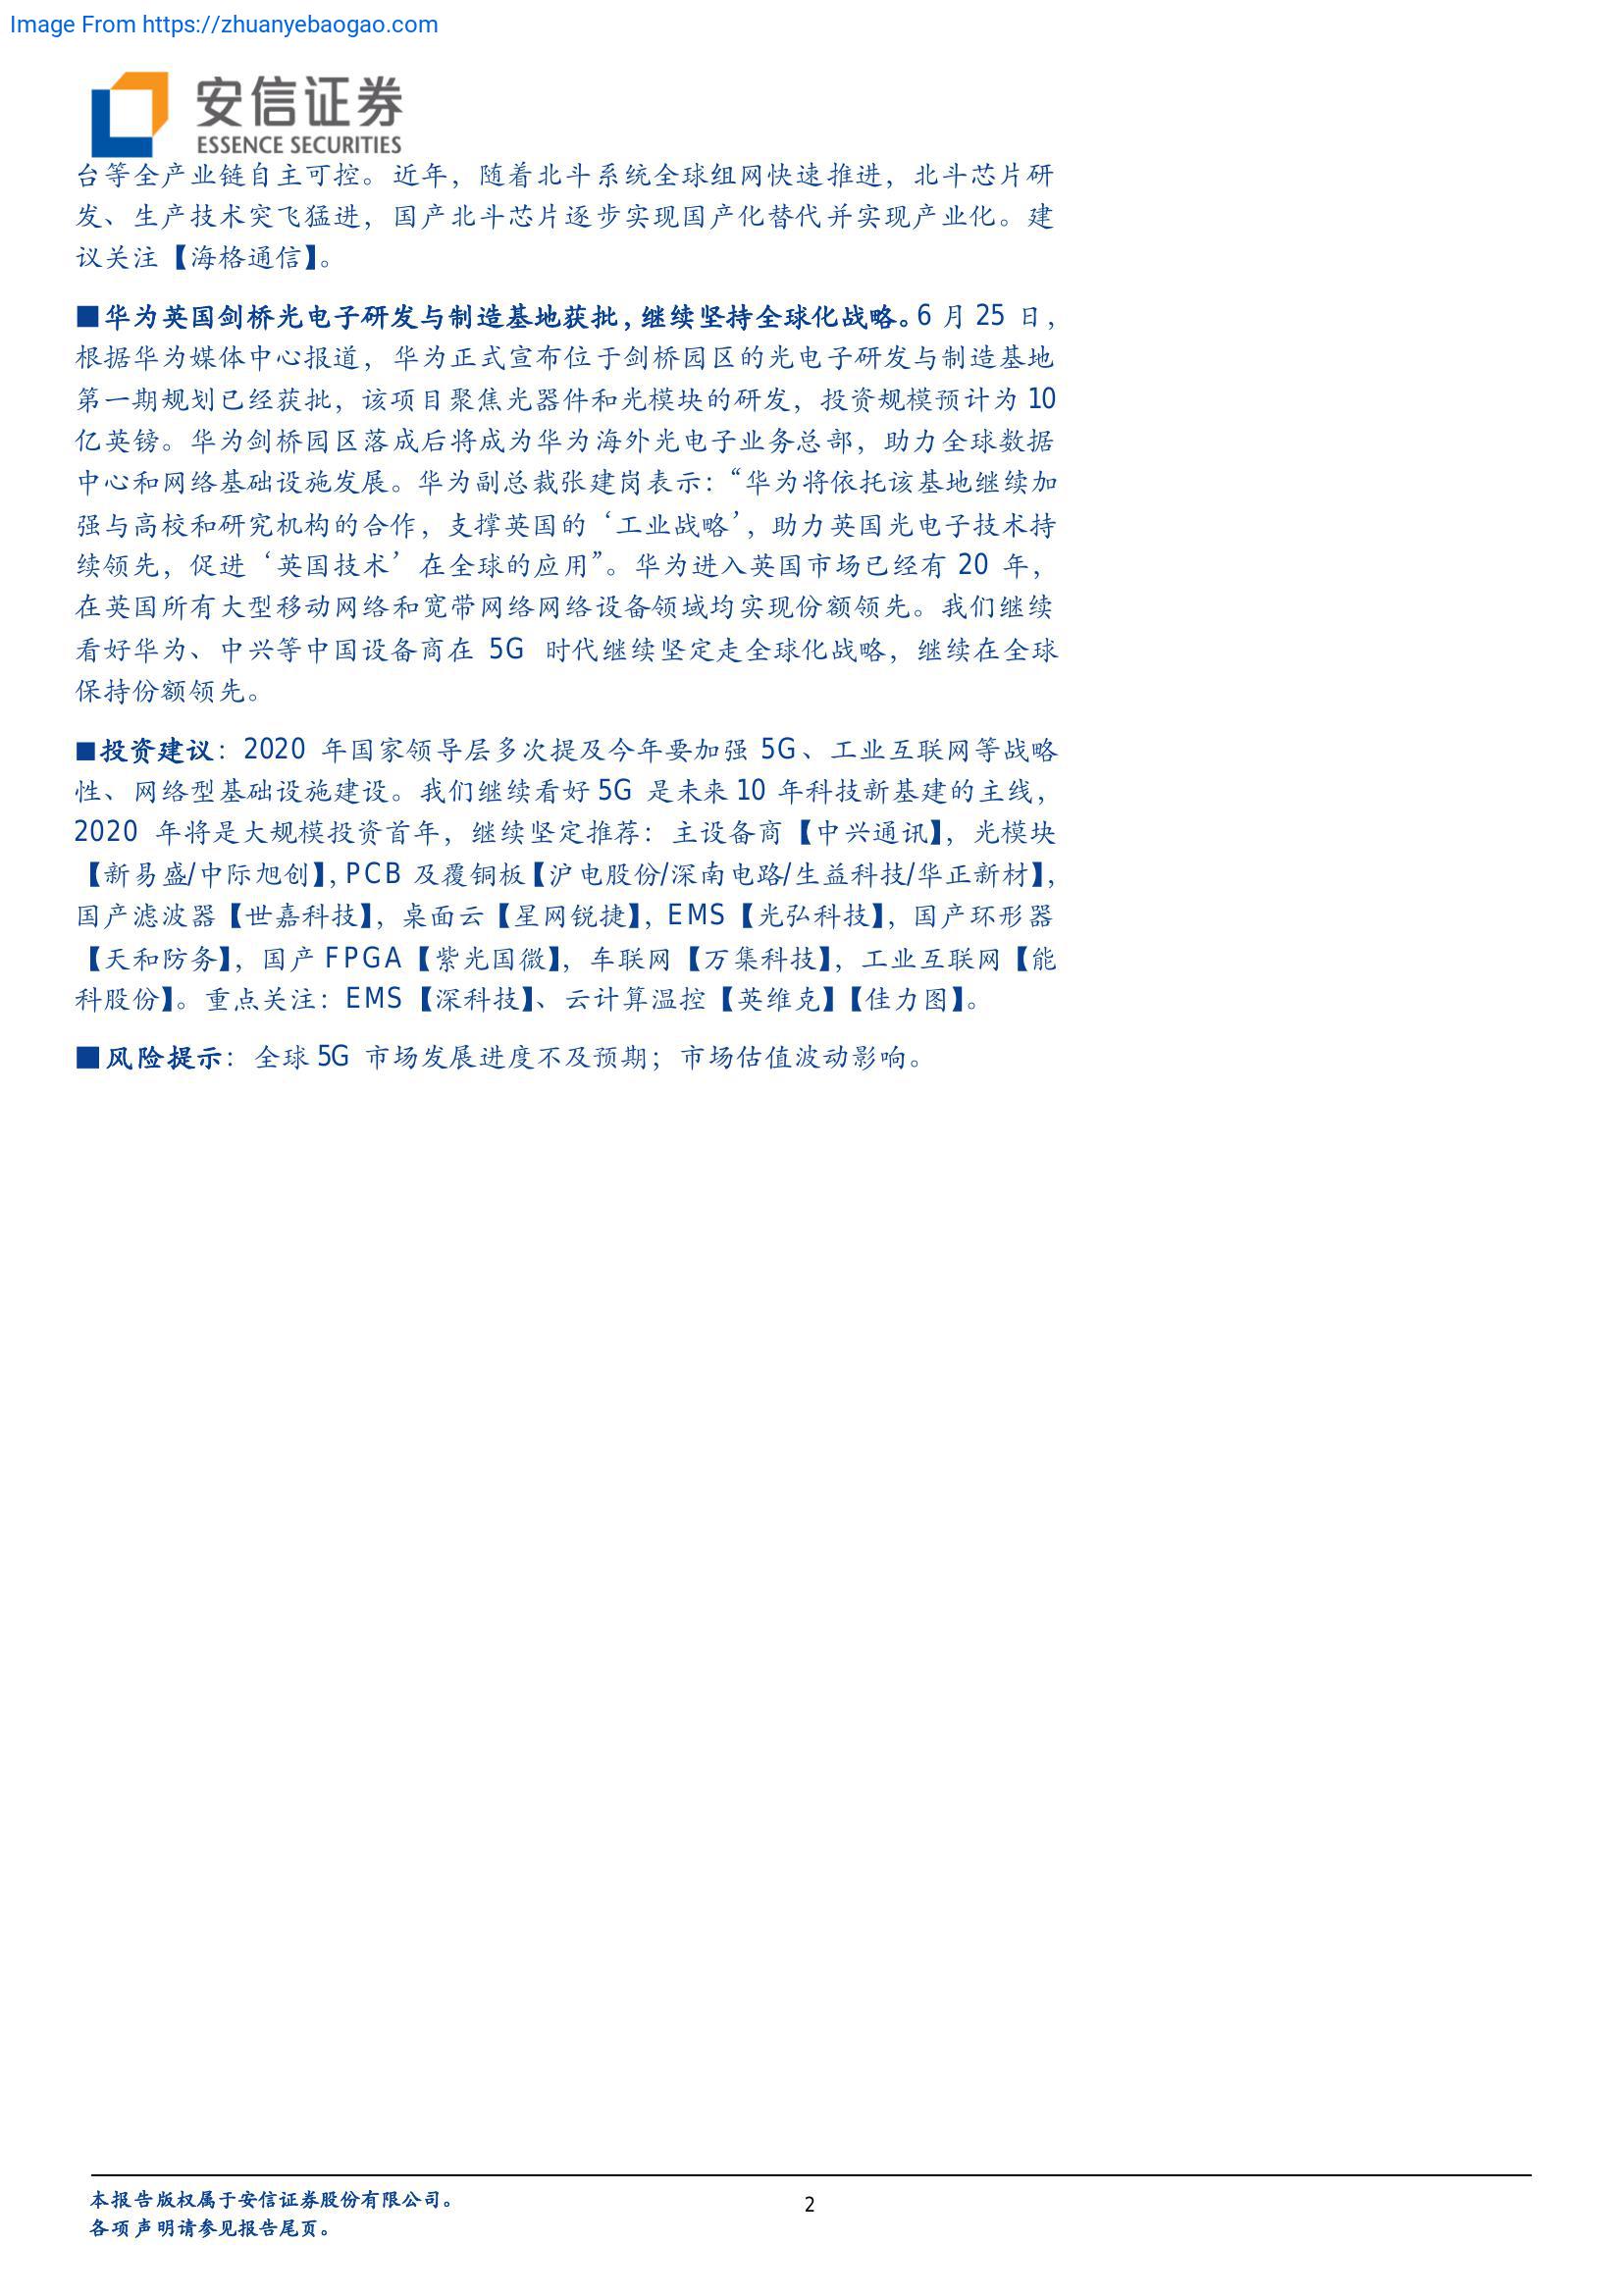 Image From https://zhuanyebaogao.com
安信证券
ESSENCE SECURITIES
台等全产业链自主可控。近年，随着北斗系统全球组网快速推进，北斗芯片研
发、生产技术突飞猛进，国产北斗芯片逐步实现国产化替代并实现产业化。建
议关注【海格通信】。
■华为英国剑桥光电子研发与制造基地获批，继续坚持全球化战略。6 月 25 日，
根据华为媒体中心报道，华为正式宣布位于剑桥园区的光电子研发与制造基地
第一期规划已经获批，该项目聚焦光器件和光模块的研发，投资规模预计为 10
亿英镑。华为剑桥园区落成后将成为华为海外光电子业务总部，助力全球数据
中心和网络基础设施发展。华为副总裁张建岗表示：“华为将依托该基地继续加
强与高校和研究机构的合作，支撑英国的‘工业战略’，助力英国光电子技术持
续领先，促进‘英国技术’在全球的应用”。华为进入英国市场已经有 20 年，
在英国所有大型移动网络和宽带网络网络设备领域均实现份额领先。我们继续
看好华为、中兴等中国设备商在 5G 时代继续坚定走全球化战略，继续在全球
保持份额领先。
■投资建议：2020 年国家领导层多次提及今年要加强 5G、工业互联网等战略
性、网络型基础设施建设。我们继续看好 5G 是未来 10 年科技新基建的主线，
2020 年将是大规模投资首年，继续坚定推荐：主设备商【中兴通讯】，光模块
【新易盛/中际旭创】，PCB 及覆铜板【沪电股份/深南电路/生益科技/华正新材】，
国产滤波器【世嘉科技】，桌面云【星网锐捷】，EMS【光弘科技】，国产环形器
【天和防务】，国产 FPGA【紫光国微】，车联网【万集科技】，工业互联网【能
科股份】。重点关注：EMS【深科技】、云计算温控【英维克】【佳力图】。
■风险提示：全球 5G 市场发展进度不及预期；市场估值波动影响。
本报告版权属于安信证券股份有限公司。
各项声明请参见报告尾页。
2